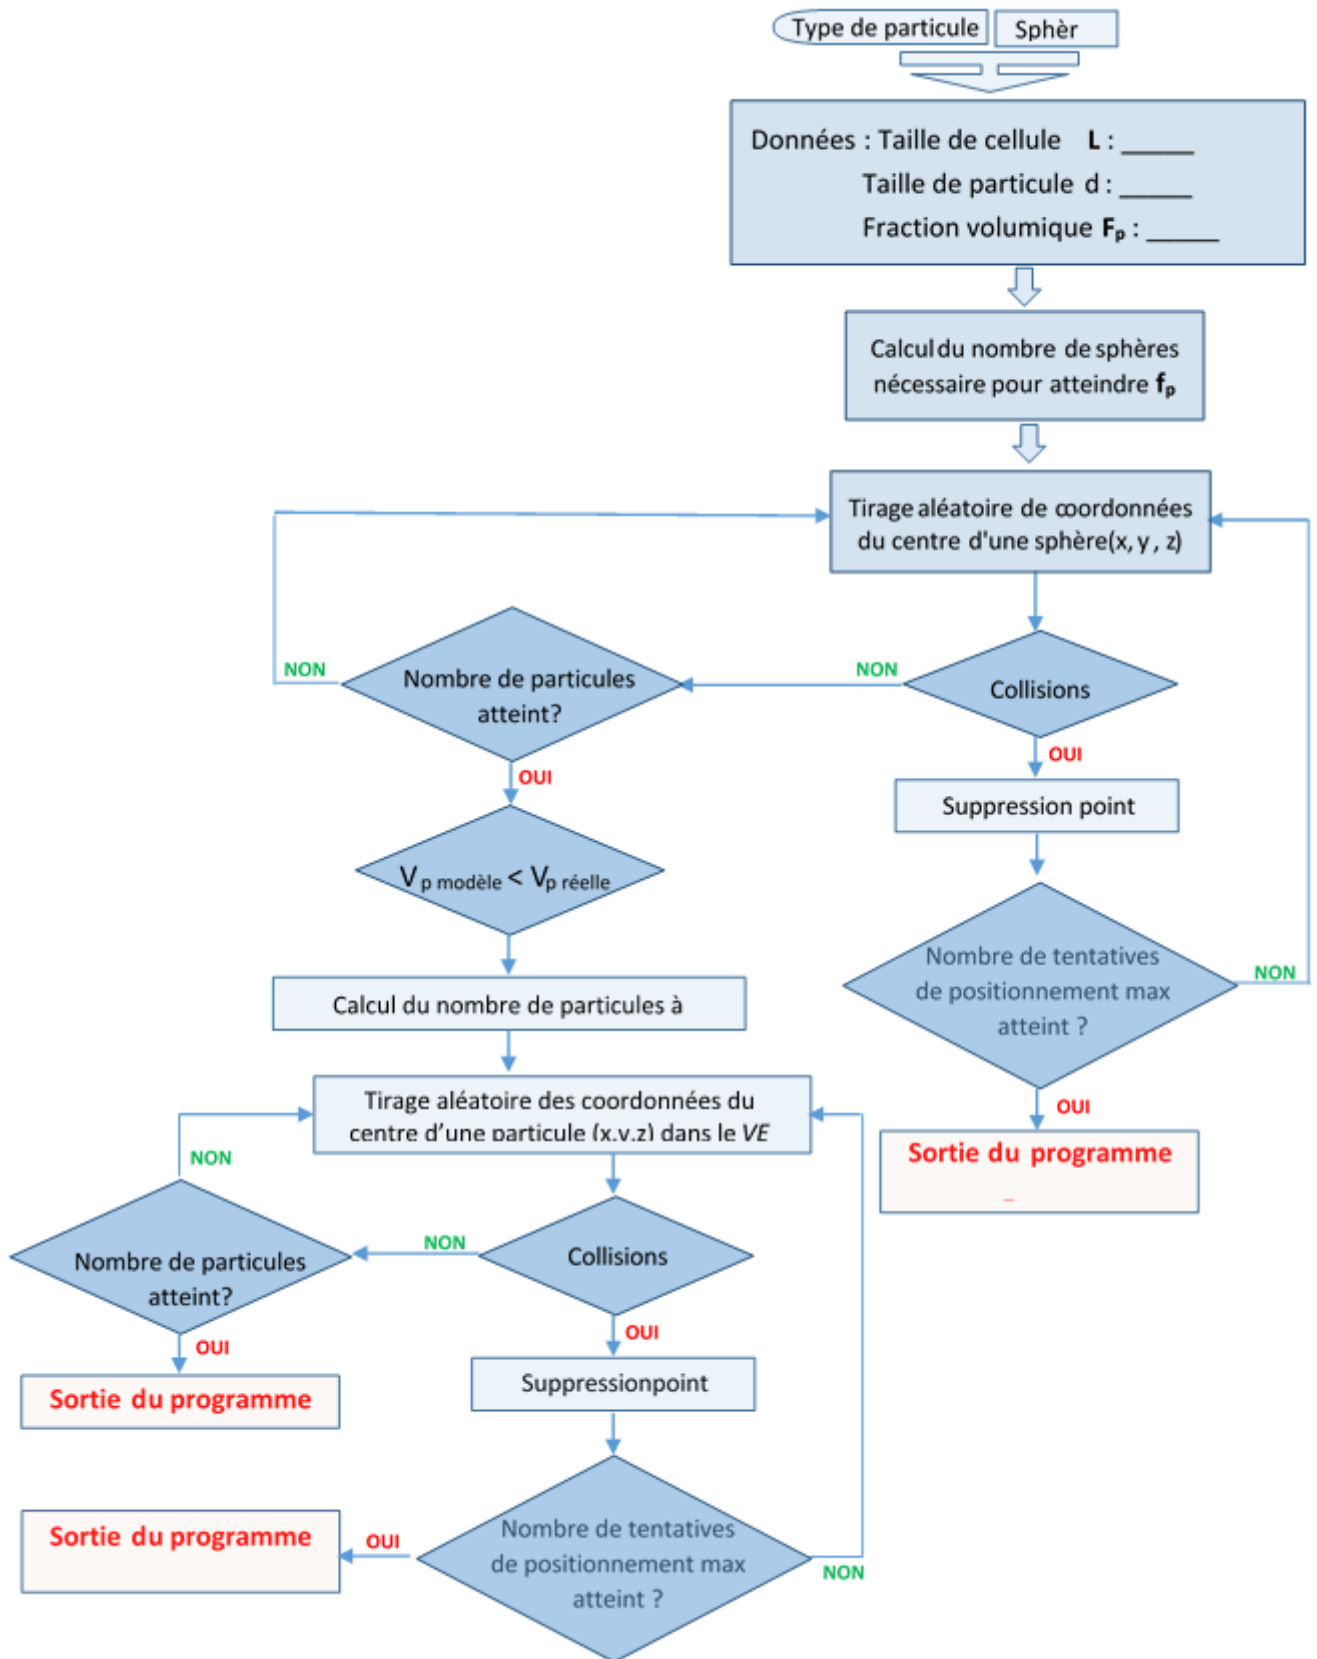 Type de particule
Sphèr
Données : Taille de cellule L : _____
Taille de particule d : _____
Fraction volumique Fₚ : _____
Calcul du nombre de sphères
nécessaire pour atteindre fₚ
Tirage aléatoire de coordonnées
du centre d'une sphère(x, y , z)
Collisions
NON
Nombre de particules
atteint?
NON
OUI
OUI
Suppression point
V p modèle < V p réelle
Nombre de tentatives
de positionnement max
atteint ?
NON
Calcul du nombre de particules à
Tirage aléatoire des coordonnées du
centre d’une particule (x,y,z) dans le VE
OUI
Sortie du programme
NON
Collisions
NON
Nombre de particules
atteint?
OUI
OUI
Sortie du programme
Suppressionpoint
Nombre de tentatives
de positionnement max
atteint ?
OUI
Sortie du programme
NON